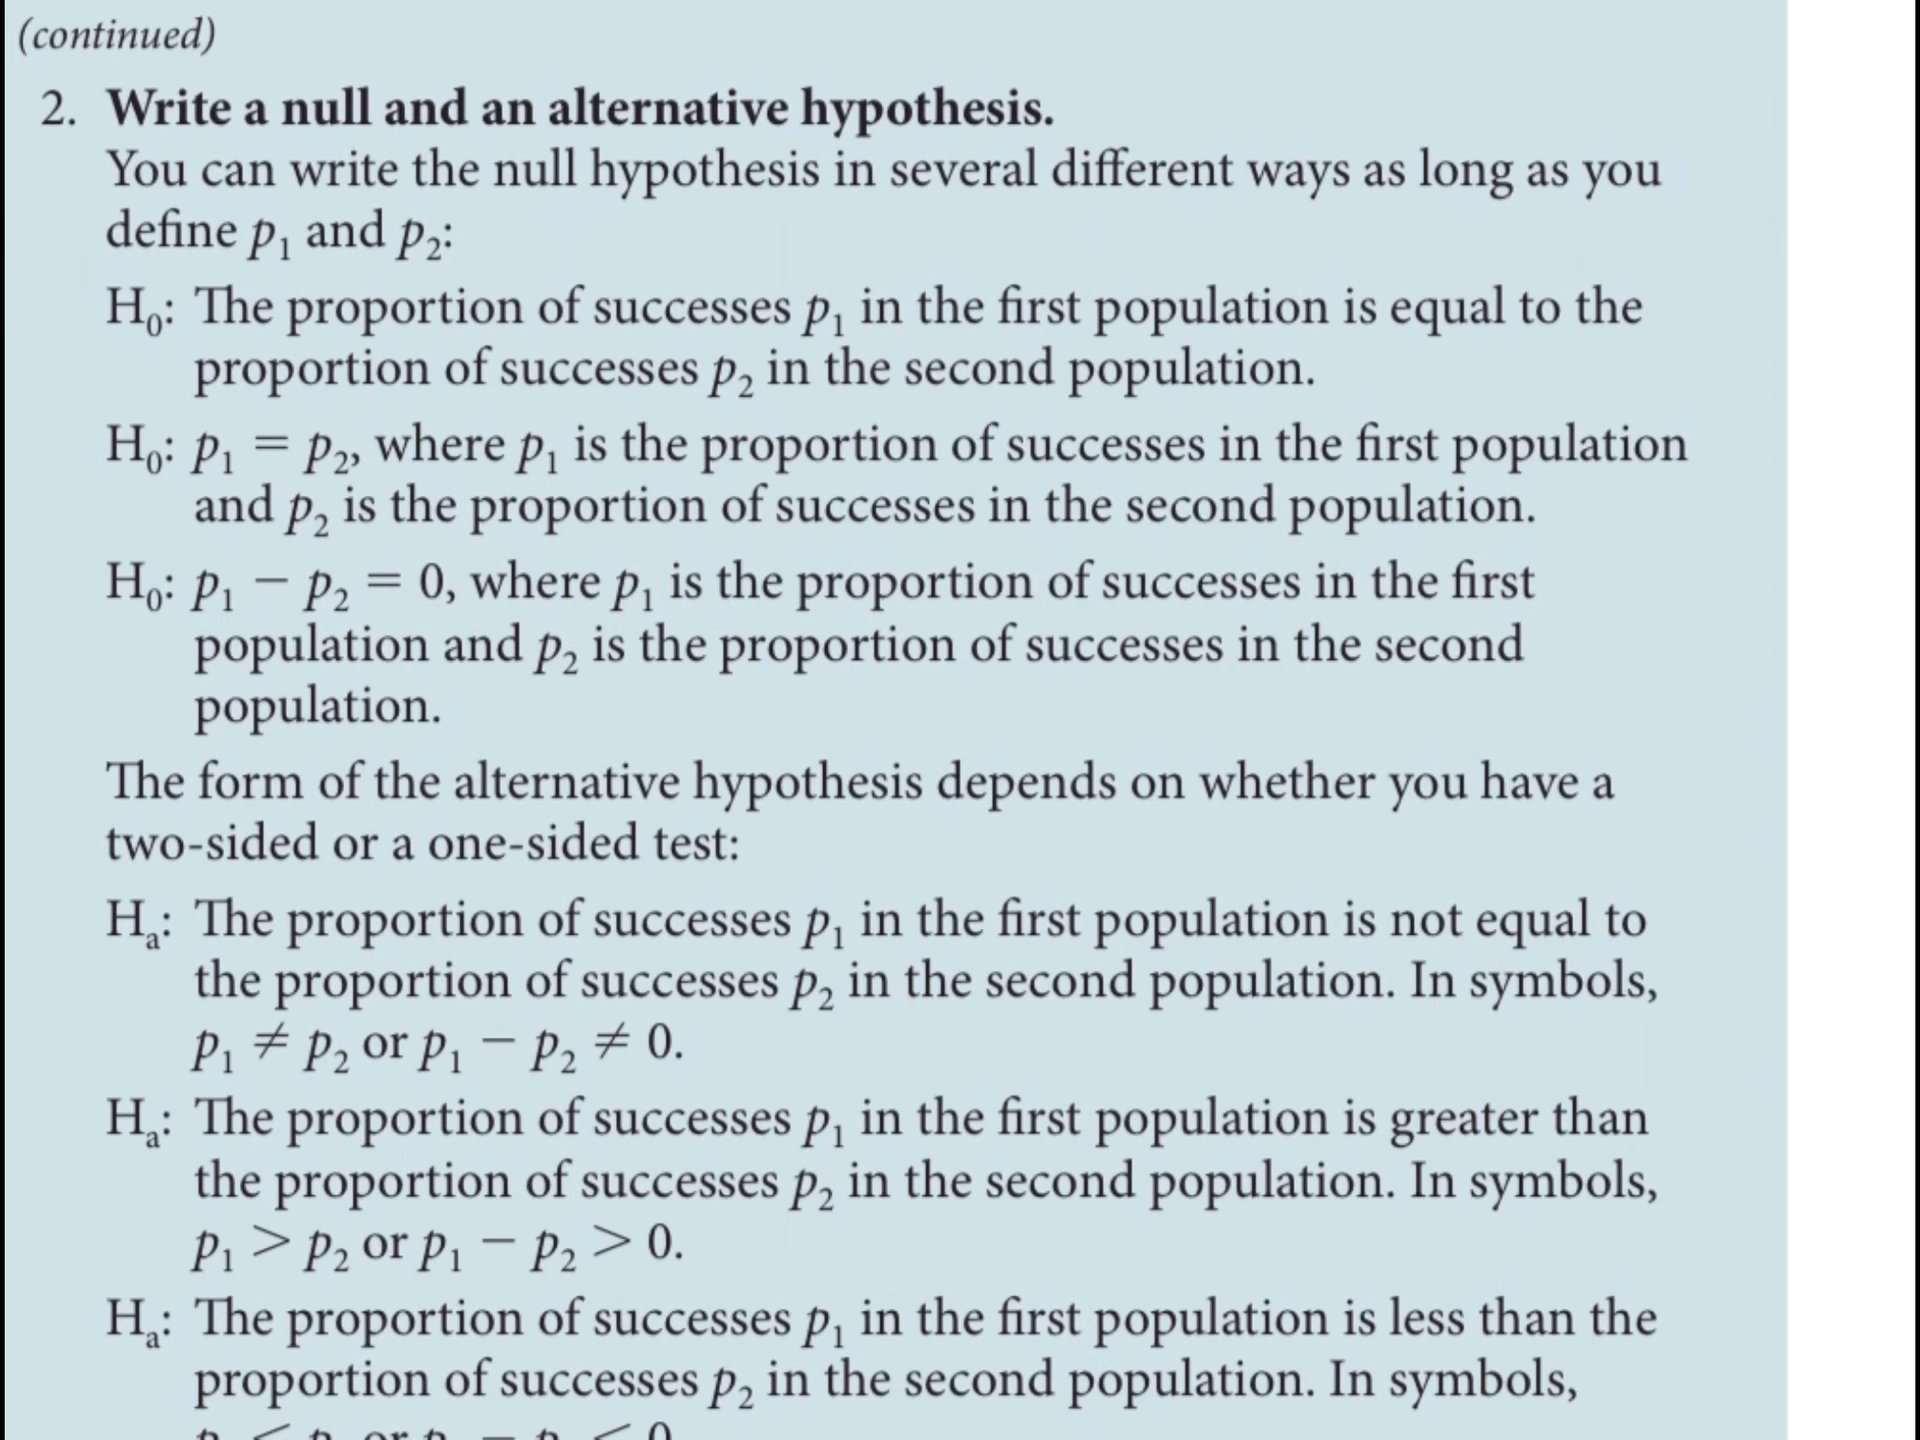 (continued)
2. Write a null and an alternative hypothesis.
You can write the null hypothesis in several different ways as long as you
define p₁ and p₂:
H₀: The proportion of successes p₁ in the first population is equal to the
proportion of successes p₂ in the second population.
H₀: p₁ = p₂, where p₁ is the proportion of successes in the first population
and p₂ is the proportion of successes in the second population.
H₀: p₁ − p₂ = 0, where p₁ is the proportion of successes in the first
population and p₂ is the proportion of successes in the second
population.
The form of the alternative hypothesis depends on whether you have a
two-sided or a one-sided test:
Hₐ: The proportion of successes p₁ in the first population is not equal to
the proportion of successes p₂ in the second population. In symbols,
p₁ ≠ p₂ or p₁ − p₂ ≠ 0.
Hₐ: The proportion of successes p₁ in the first population is greater than
the proportion of successes p₂ in the second population. In symbols,
p₁ > p₂ or p₁ − p₂ > 0.
Hₐ: The proportion of successes p₁ in the first population is less than the
proportion of successes p₂ in the second population. In symbols,